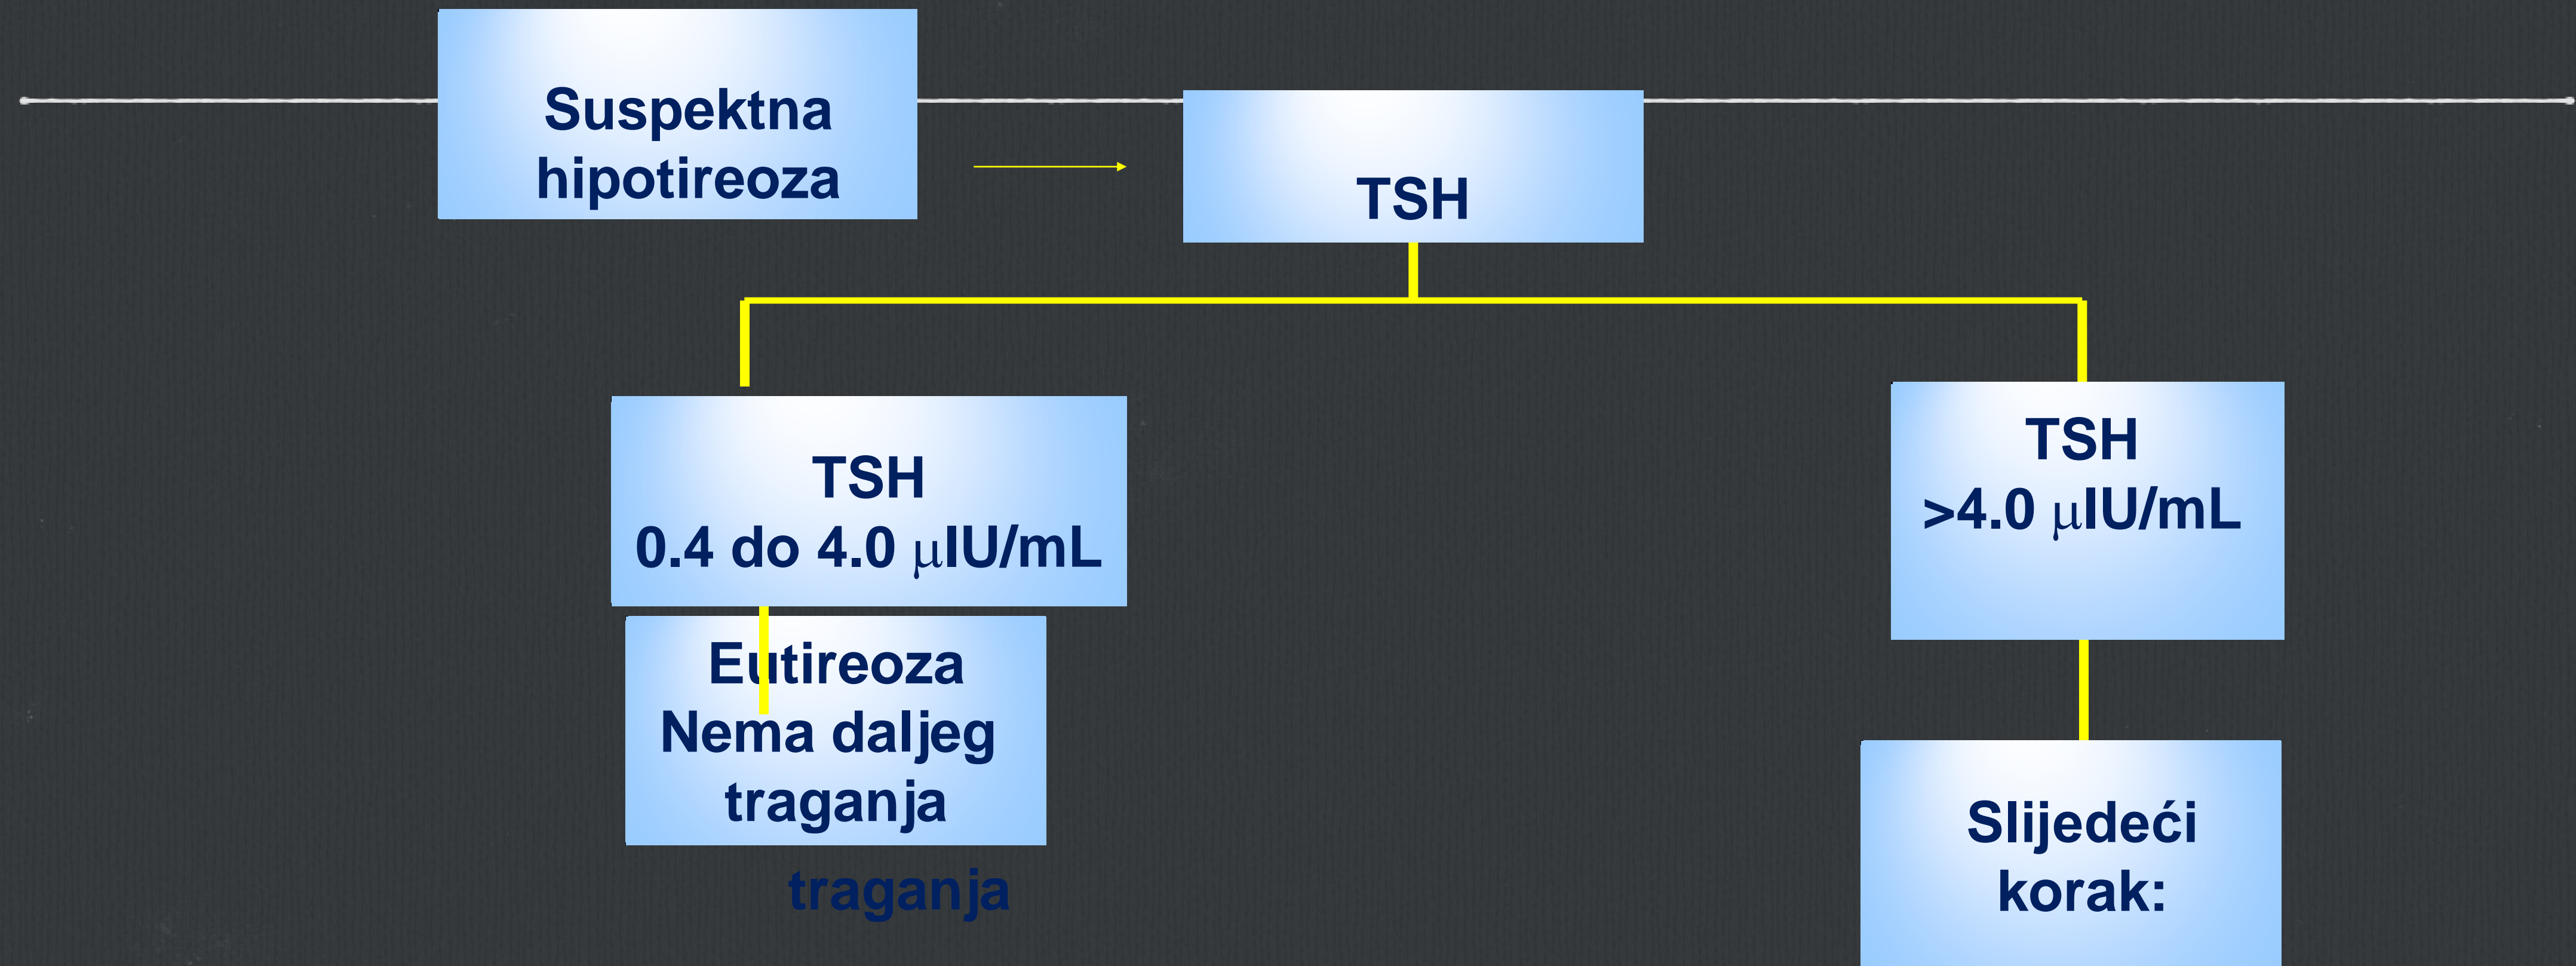 Suspektna
hipotireoza
TSH
TSH
0.4 do 4.0 μIU/mL
Eutireoza
Nema daljeg
traganja
traganja
TSH
>4.0 μIU/mL
Slijedeći
korak: